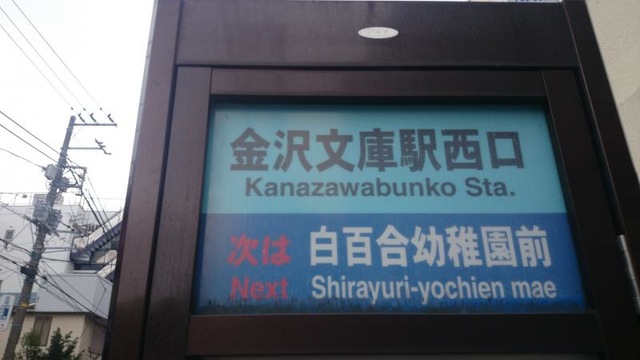 金沢文庫駅西口
Kanazawabunko Sta.
次は 白百合幼稚園前
Next Shirayuri-yochien mae